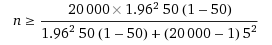 n ≥ 20 000 × 1.96² 50 (1 – 50) / 1.96² 50 (1 – 50) + (20 000 – 1) 5²